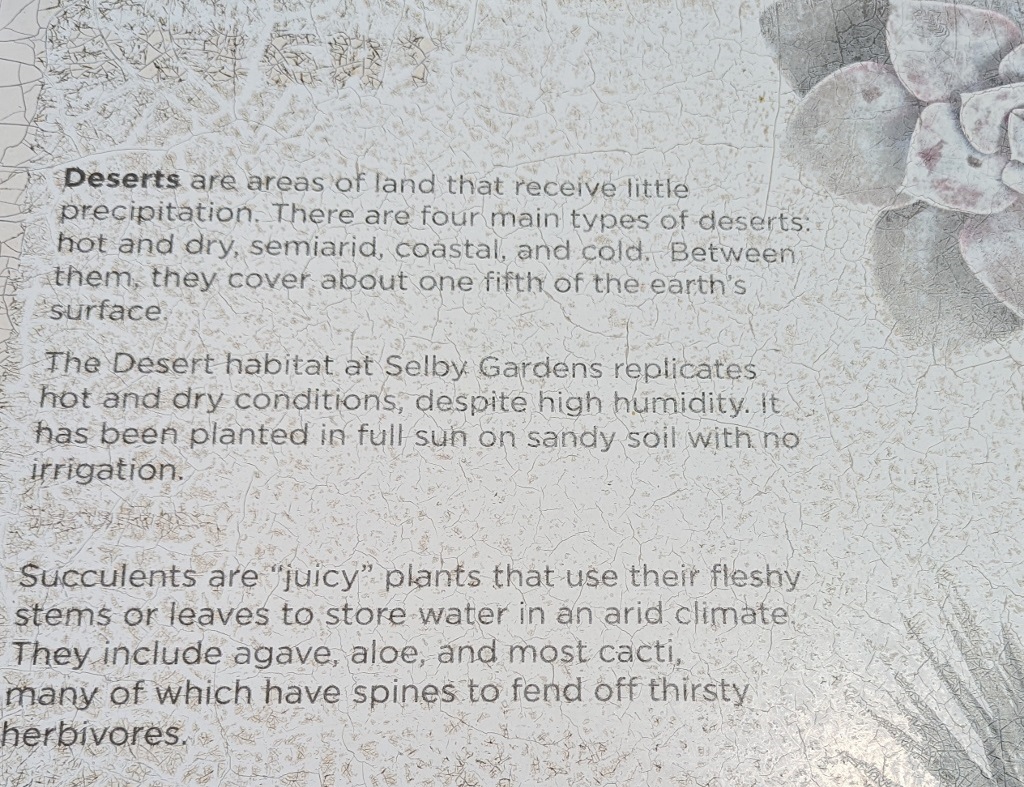 Deserts are areas of land that receive little
precipitation. There are four main types of deserts:
hot and dry, semiarid, coastal, and cold. Between
them, they cover about one fifth of the earth's
surface.
The Desert habitat at Selby Gardens replicates
hot and dry conditions, despite high humidity. It
has been planted in full sun on sandy soil with no
irrigation.
Succulents are "juicy" plants that use their fleshy
stems or leaves to store water in an arid climate.
They include agave, aloe, and most cacti,
many of which have spines to fend off thirsty
herbivores.